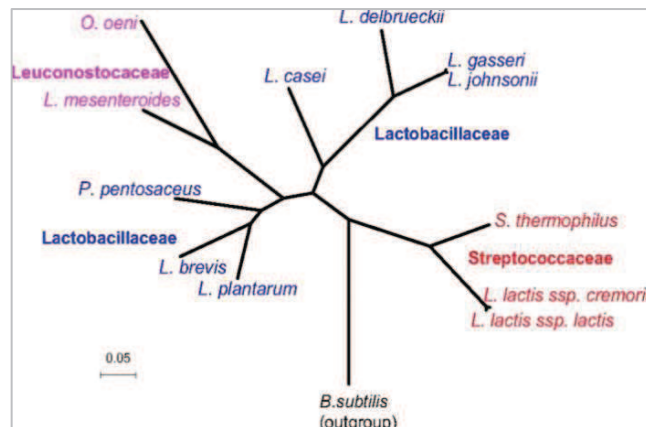 O. oeni
L. delbrueckii
Leuconostocaceae
L. casei
L. gasseri
L. johnsonii
L. mesenteroides
Lactobacillaceae
P. pentosaceus
S. thermophilus
Lactobacillaceae
Streptococcaceae
L. brevis
L. plantarum
L. lactis ssp. cremori
L. lactis ssp. lactis
0.05
B.subtilis
(outgroup)